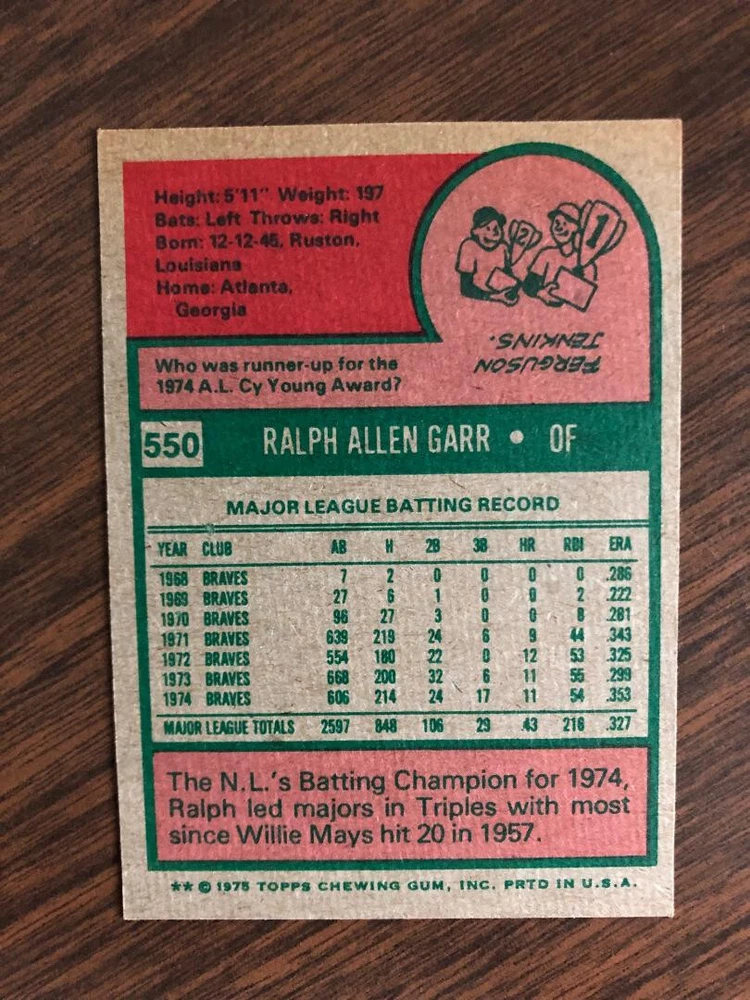 Height: 5'11" Weight: 197
Bats: Left Throws: Right
Born: 12-12-45, Ruston,
Louisiana
Home: Atlanta,
Georgia
2
1
FERGUSON
JENKINS.
Who was runner-up for the
1974 A.L. Cy Young Award?
550 RALPH ALLEN GARR • OF
MAJOR LEAGUE BATTING RECORD
YEAR CLUB AB H 2B 3B HR RBI ERA
1968 BRAVES 7 2 0 0 0 0 .286
1969 BRAVES 27 6 1 0 0 2 .222
1970 BRAVES 96 27 3 0 0 8 .281
1971 BRAVES 639 219 24 6 9 44 .343
1972 BRAVES 554 180 22 0 12 53 .325
1973 BRAVES 668 200 32 6 11 55 .299
1974 BRAVES 606 214 24 17 11 54 .353
MAJOR LEAGUE TOTALS 2597 848 106 29 43 216 .327
The N.L.'s Batting Champion for 1974,
Ralph led majors in Triples with most
since Willie Mays hit 20 in 1957.
** © 1975 TOPPS CHEWING GUM, INC. PRTD IN U.S.A.